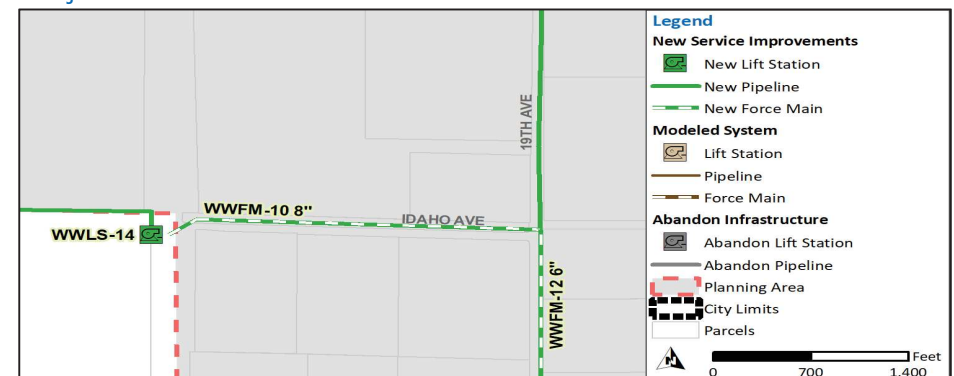 19TH AVE
WWFM-10 8"
IDAHO AVE
WWLS-14
WWFM-12 6"
Legend
New Service Improvements
New Lift Station
New Pipeline
New Force Main
Modeled System
Lift Station
Pipeline
Force Main
Abandon Infrastructure
Abandon Lift Station
Abandon Pipeline
Planning Area
City Limits
Parcels
N
Feet
0 700 1,400